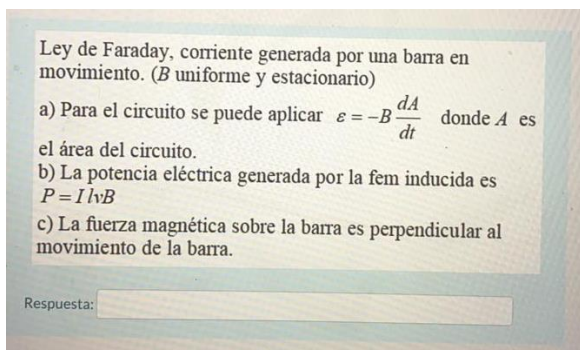 Ley de Faraday, corriente generada por una barra en
movimiento. (B uniforme y estacionario)
a) Para el circuito se puede aplicar ε = −B dA/dt donde A es
el área del circuito.
b) La potencia eléctrica generada por la fem inducida es
P = I lvB
c) La fuerza magnética sobre la barra es perpendicular al
movimiento de la barra.
Respuesta: